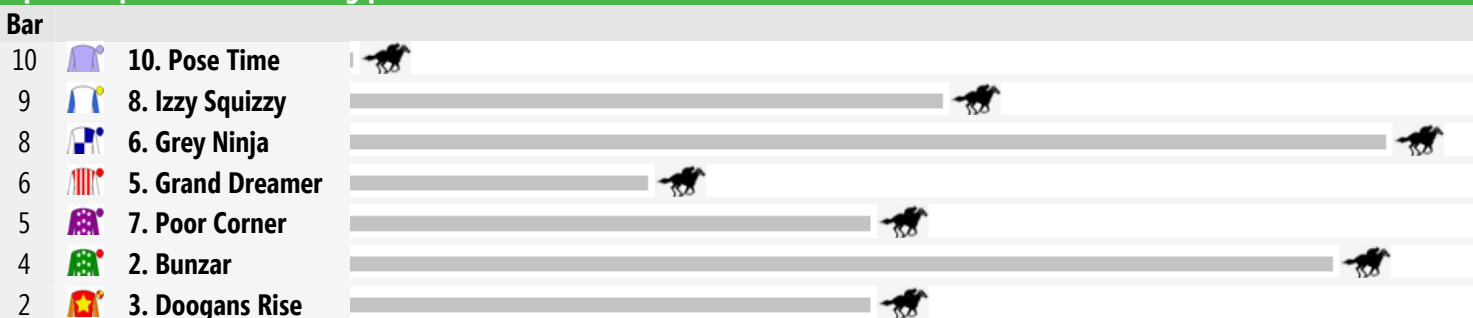 Bar
10 10. Pose Time
9 8. Izzy Squizzy
8 6. Grey Ninja
6 5. Grand Dreamer
5 7. Poor Corner
4 2. Bunzar
2 3. Doogans Rise